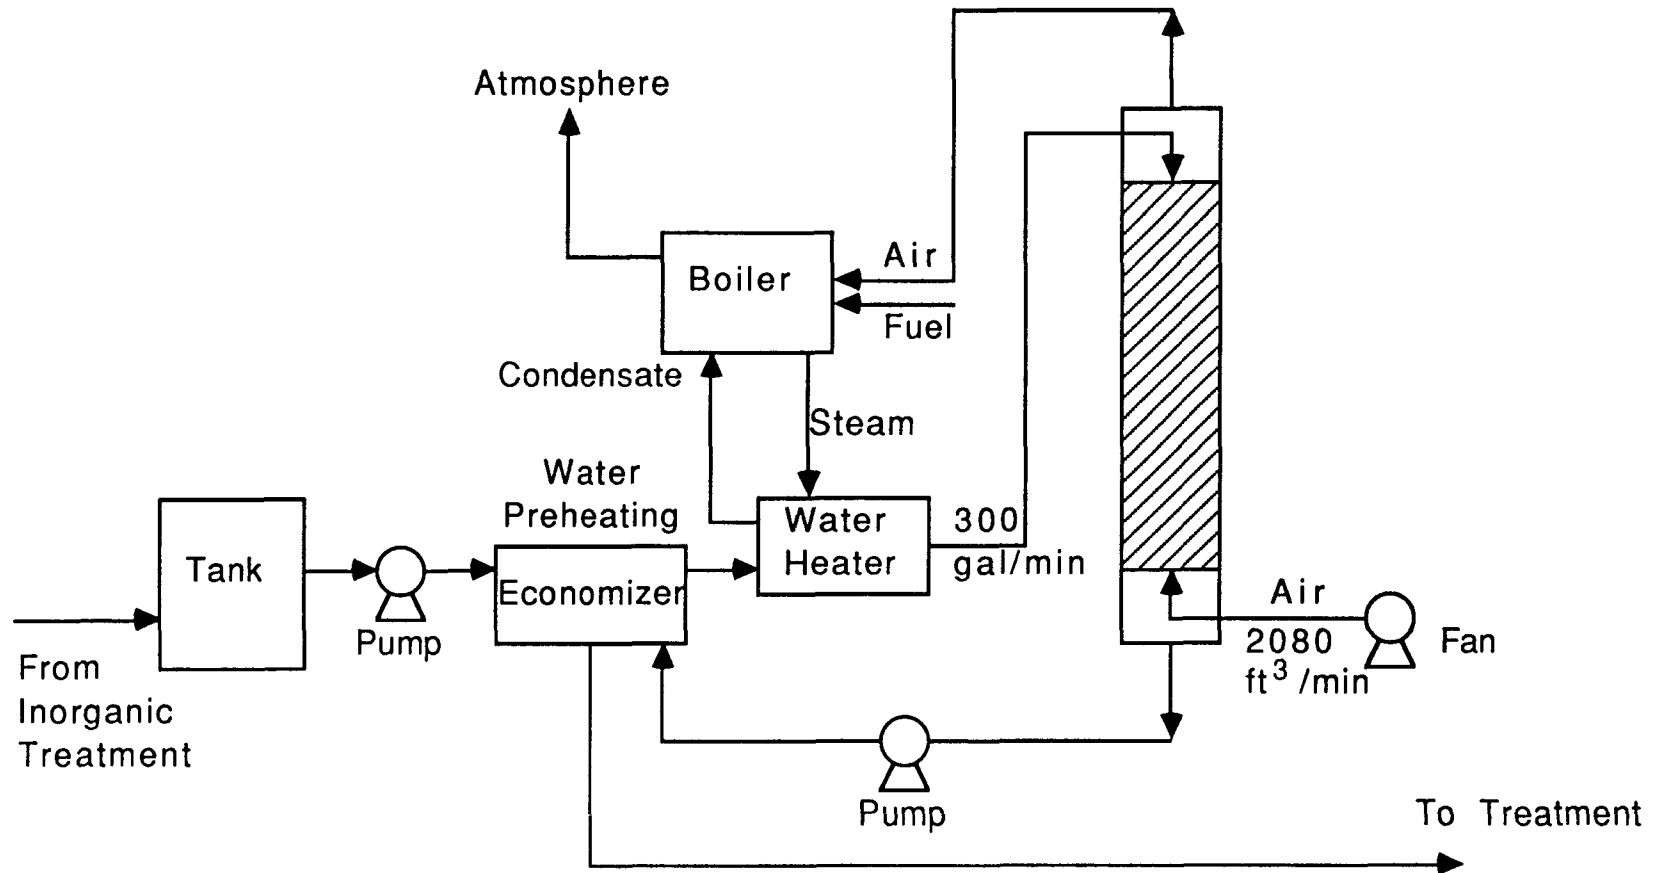 Atmosphere
Boiler
Air
Fuel
Condensate
Steam
Water
Preheating
Water
Heater
300
gal/min
Tank
Economizer
Pump
From
Inorganic
Treatment
Air
2080
ft³/min
Fan
Pump
To Treatment